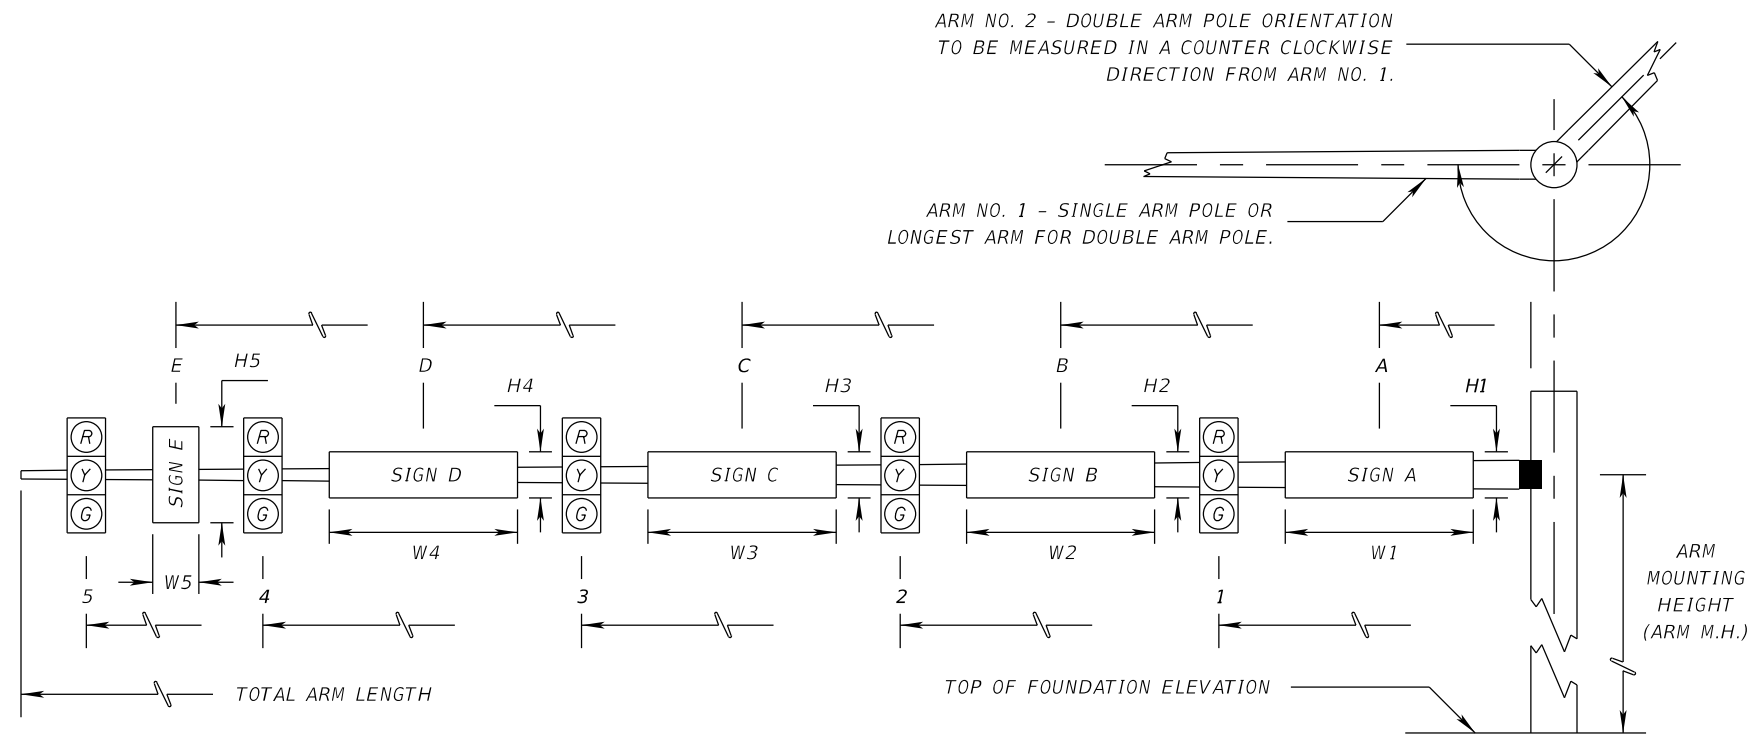 ARM NO. 2 - DOUBLE ARM POLE ORIENTATION
TO BE MEASURED IN A COUNTER CLOCKWISE
DIRECTION FROM ARM NO. 1.
ARM NO. 1 - SINGLE ARM POLE OR
LONGEST ARM FOR DOUBLE ARM POLE.
E
D
C
B
A
H5
H4
H3
H2
H1
R
Y
G
SIGN E
R
Y
G
SIGN D
R
Y
G
SIGN C
R
Y
G
SIGN B
R
Y
G
SIGN A
W5
W4
W3
W2
W1
5
4
3
2
1
ARM
MOUNTING
HEIGHT
(ARM M.H.)
TOTAL ARM LENGTH
TOP OF FOUNDATION ELEVATION